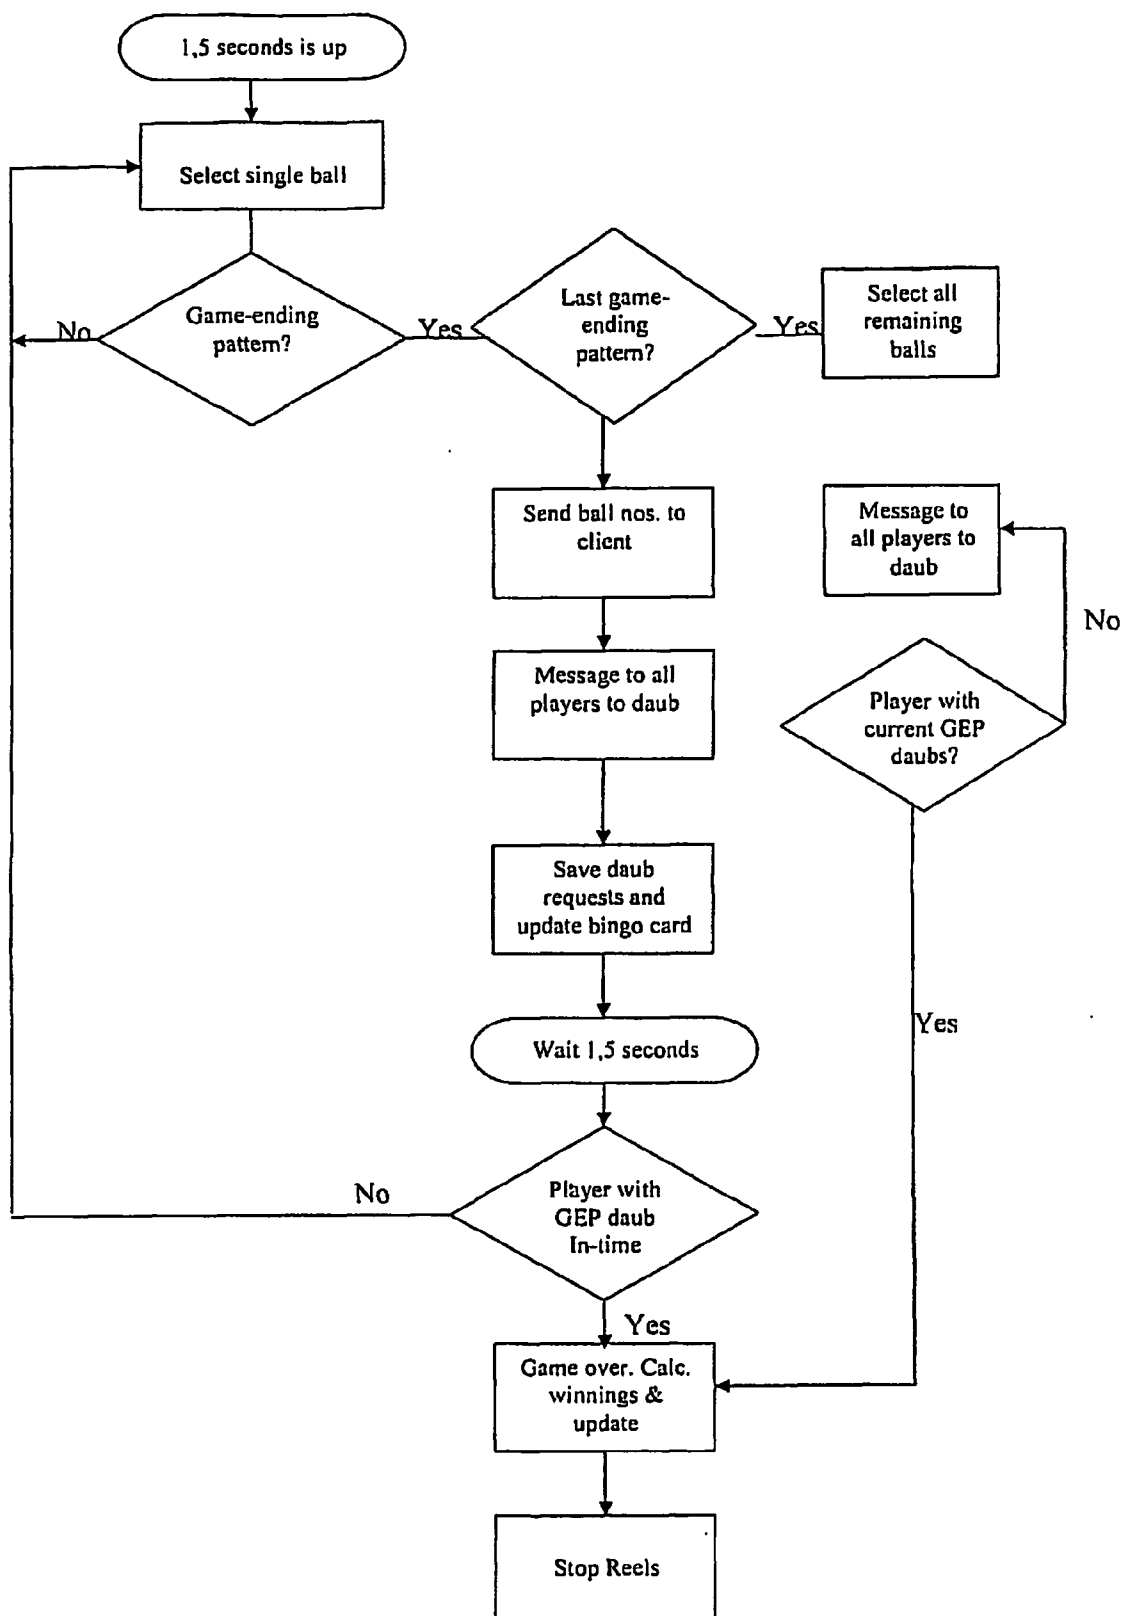 1,5 seconds is up
Select single ball
Game-ending
pattern?
No
Yes
Last game-
ending
pattern?
Yes
Select all
remaining
balls
Send ball nos. to
client
Message to
all players to
daub
No
Message to all
players to daub
Player with
current GEP
daubs?
Save daub
requests and
update bingo card
Yes
Wait 1,5 seconds
No
Player with
GEP daub
In-time
Yes
Game over. Calc.
winnings &
update
Stop Reels